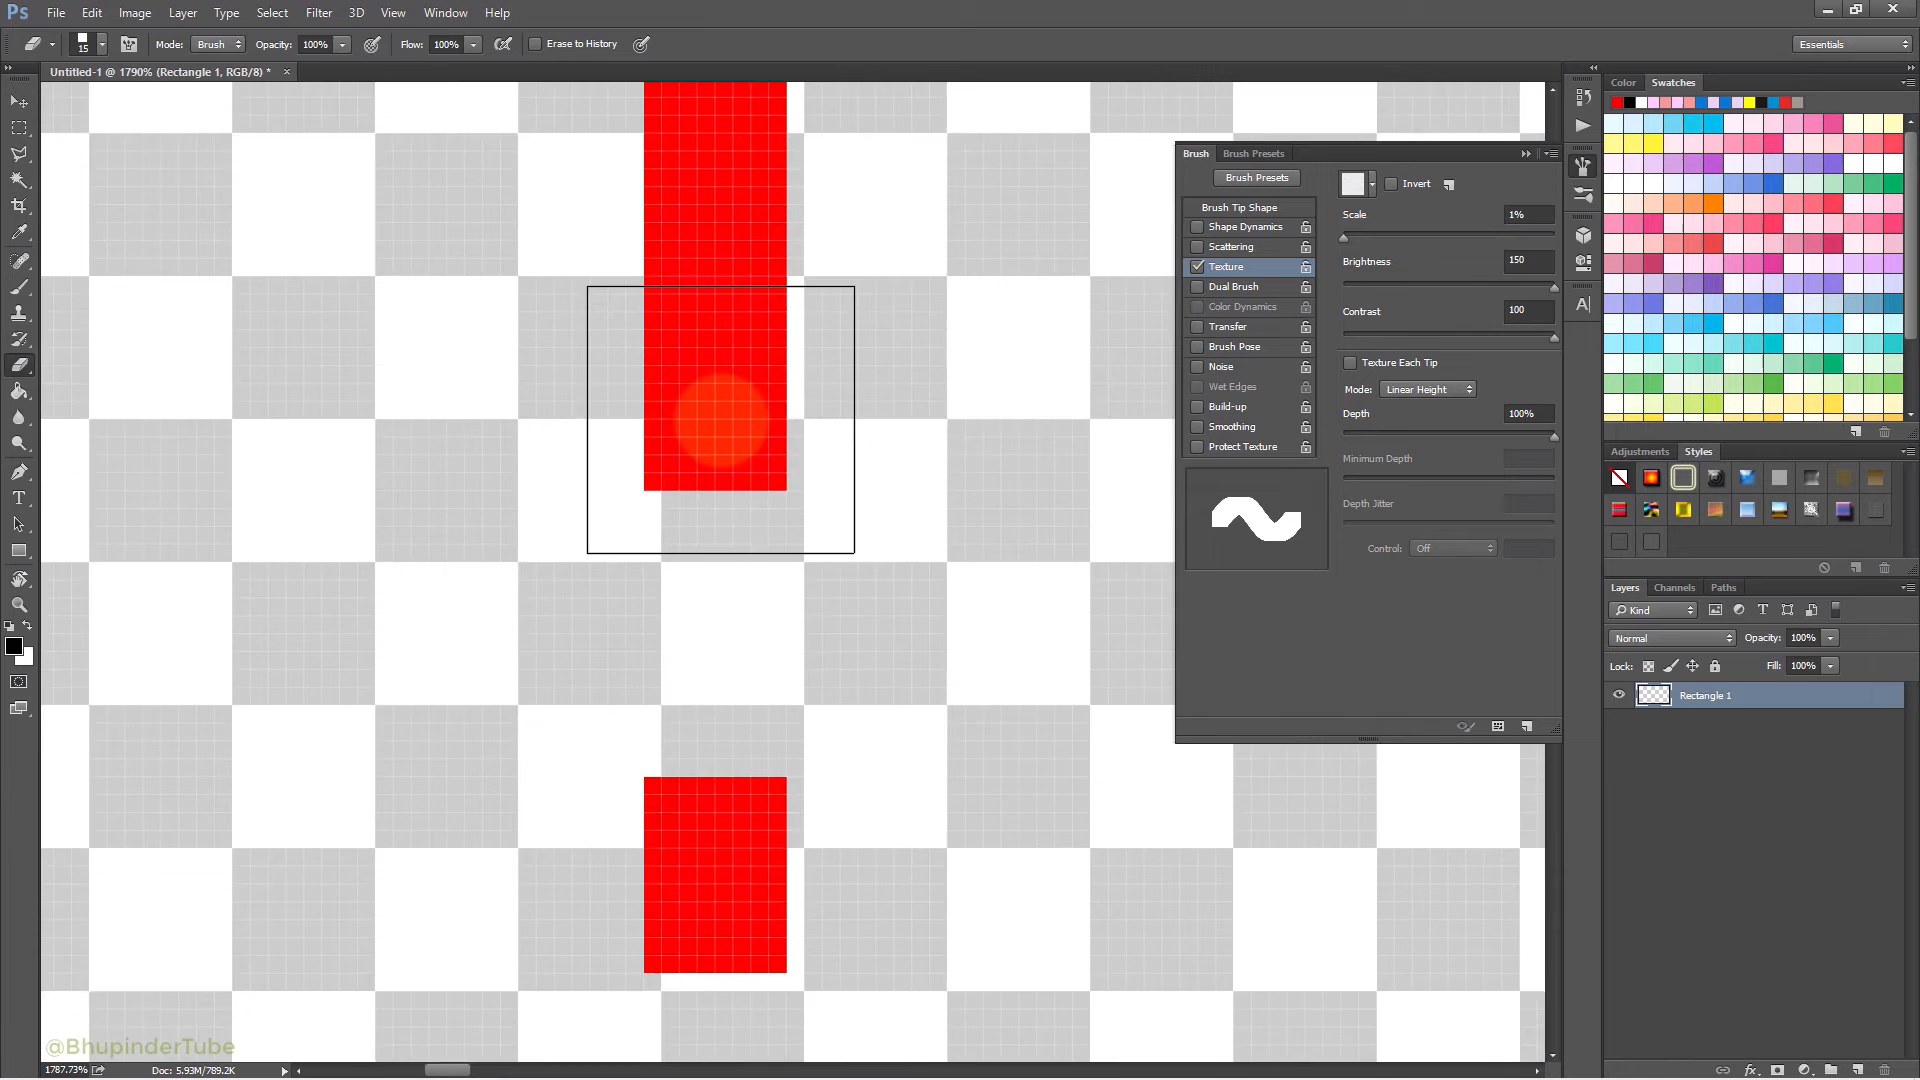 Ps File Edit Image Layer Type Select Filter 3D View Window Help
15 Mode: Brush Opacity: 100% Flow: 100% Erase to History Essentials
Untitled-1 @ 1790% (Rectangle 1, RGB/8) * ×
Color Swatches
Brush Brush Presets
Brush Presets
Invert
Brush Tip Shape
Shape Dynamics
Scattering
Texture
Dual Brush
Color Dynamics
Transfer
Brush Pose
Noise
Wet Edges
Build-up
Smoothing
Protect Texture
Scale 1%
Brightness 150
Contrast 100
Texture Each Tip
Mode: Linear Height
Depth 100%
Minimum Depth
Depth Jitter
Control: Off
Adjustments Styles
Layers Channels Paths
Kind
Normal Opacity: 100%
Lock: Fill: 100%
Rectangle 1
@BhupinderTube
1787.73% Doc: 5.93M/789.2K